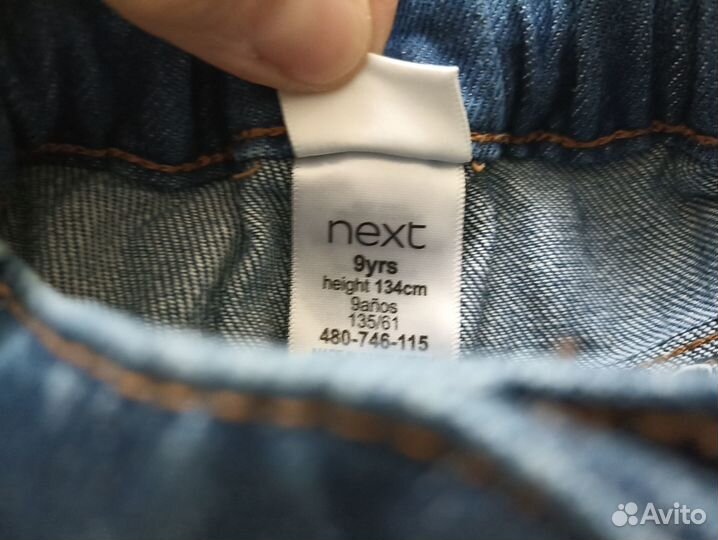 next
9yrs
height 134cm
9años
135/61
480-746-115
Avito